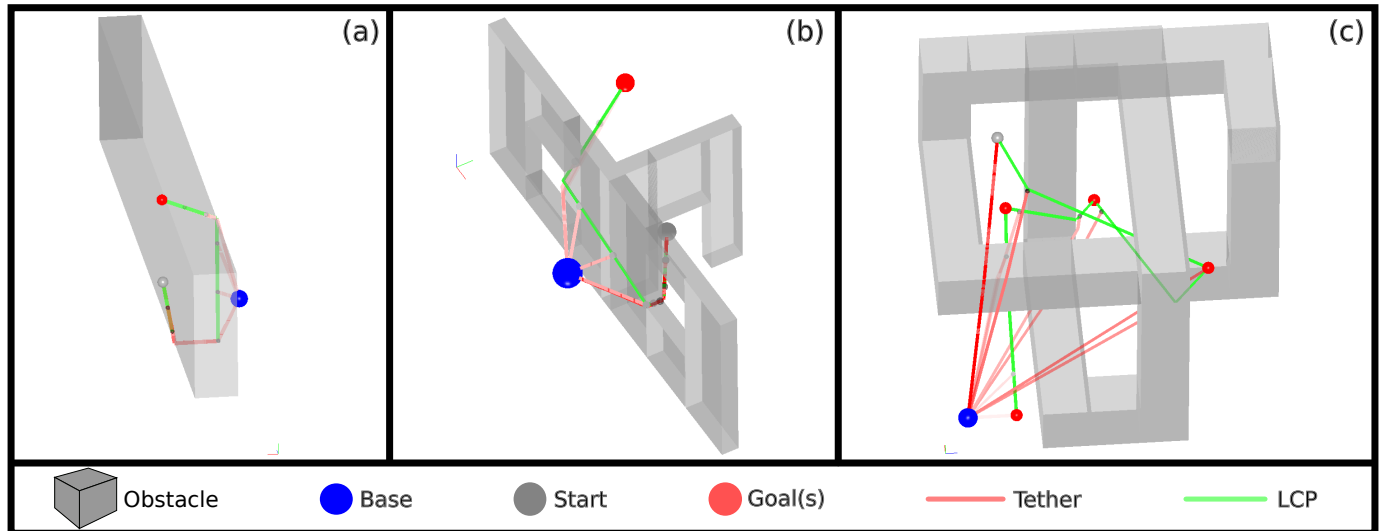 (a)
(b)
(c)
Obstacle
Base
Start
Goal(s)
Tether
LCP